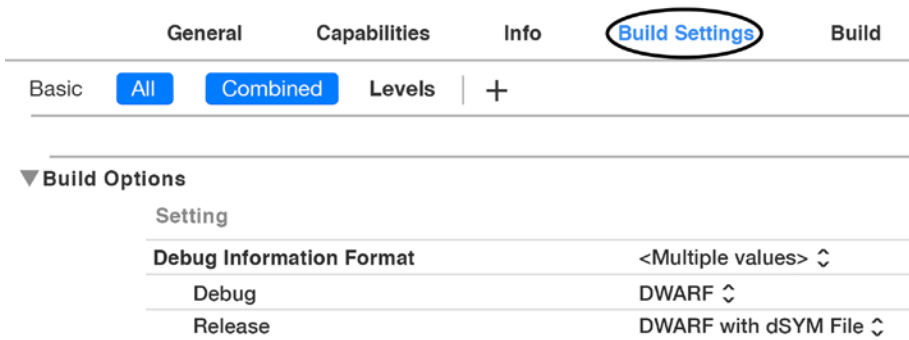 General Capabilities Info Build Settings Build
Basic All Combined Levels +
Build Options
Setting
Debug Information Format <Multiple values>
Debug DWARF
Release DWARF with dSYM File